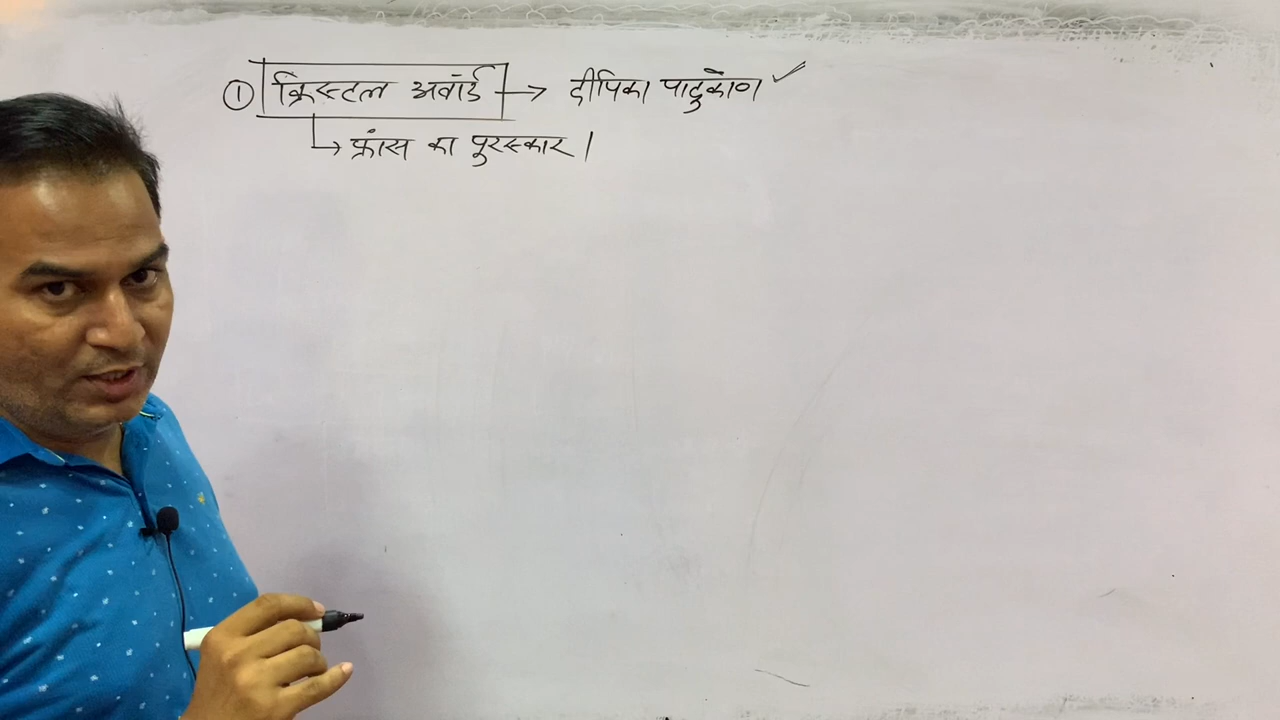 ① क्रिस्टल अवॉर्ड → दीपिका पादुकोण ✓
↳ फ्रांस का पुरस्कार।